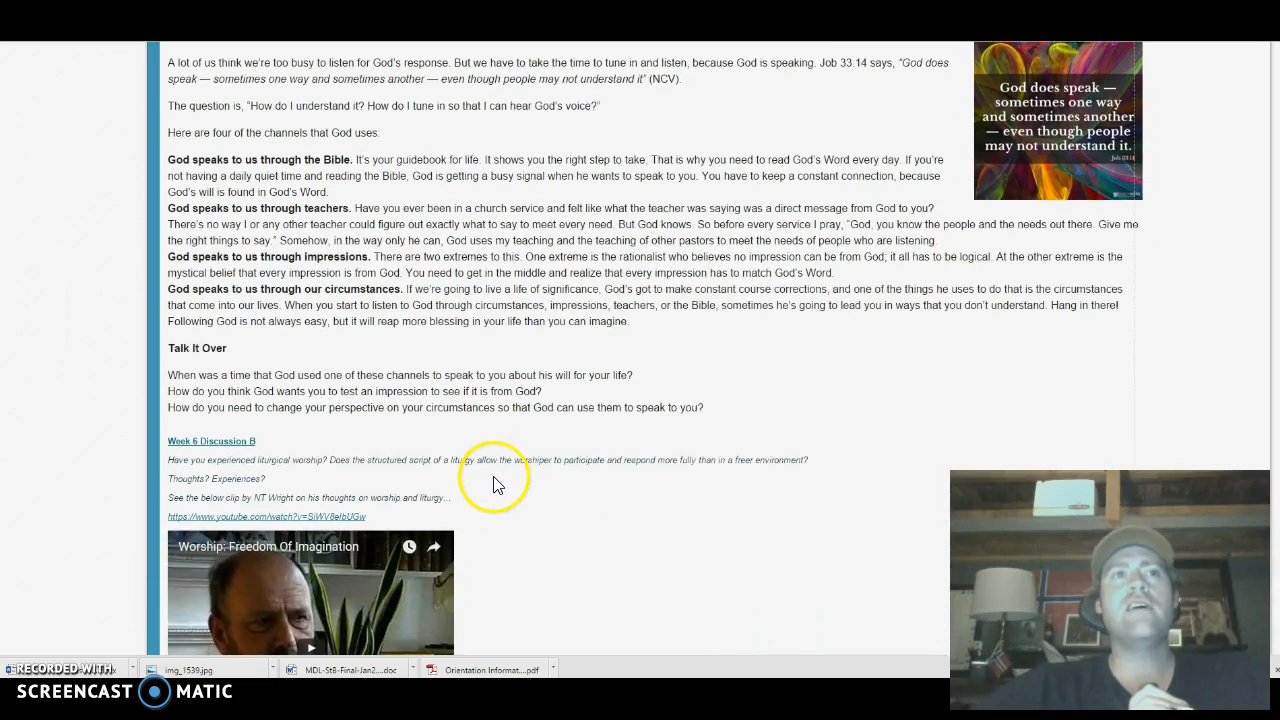 A lot of us think we're too busy to listen for God's response. But we have to take the time to tune in and listen, because God is speaking. Job 33:14 says, "God does
speak — sometimes one way and sometimes another — even though people may not understand it" (NCV).
The question is, "How do I understand it? How do I tune in so that I can hear God's voice?"
Here are four of the channels that God uses:
God speaks to us through the Bible. It's your guidebook for life. It shows you the right step to take. That is why you need to read God's Word every day. If you're
not having a daily quiet time and reading the Bible, God is getting a busy signal when he wants to speak to you. You have to keep a constant connection, because
God's will is found in God's Word.
God speaks to us through teachers. Have you ever been in a church service and felt like what the teacher was saying was a direct message from God to you?
There's no way I or any other teacher could figure out exactly what to say to meet every need. But God knows. So before every service I pray, "God, you know the people and the needs out there. Give me
the right things to say." Somehow, in the way only he can, God uses my teaching and the teaching of other pastors to meet the needs of people who are listening.
God speaks to us through impressions. There are two extremes to this. One extreme is the rationalist who believes no impression can be from God; it all has to be logical. At the other extreme is the
mystical belief that every impression is from God. You need to get in the middle and realize that every impression has to match God's Word.
God speaks to us through our circumstances. If we're going to live a life of significance, God's got to make constant course corrections, and one of the things he uses to do that is the circumstances
that come into our lives. When you start to listen to God through circumstances, impressions, teachers, or the Bible, sometimes he's going to lead you in ways that you don't understand. Hang in there!
Following God is not always easy, but it will reap more blessing in your life than you can imagine.
Talk It Over
When was a time that God used one of these channels to speak to you about his will for your life?
How do you think God wants you to test an impression to see if it is from God?
How do you need to change your perspective on your circumstances so that God can use them to speak to you?
Week 6 Discussion B
Have you experienced liturgical worship? Does the structured script of a liturgy allow the worshiper to participate and respond more fully than in a freer environment?
Thoughts? Experiences?
See the below clip by NT Wright on his thoughts on worship and liturgy...
https://www.youtube.com/watch?v=SiWV8eIbUGw
Worship: Freedom Of Imagination
God does speak —
sometimes one way
and sometimes another
— even though people
may not understand it.
Job 33:14
img_1539.jpg
MDL-StB-Final-Jan2....doc
Orientation Informat....pdf
RECORDED WITH
SCREENCAST MATIC